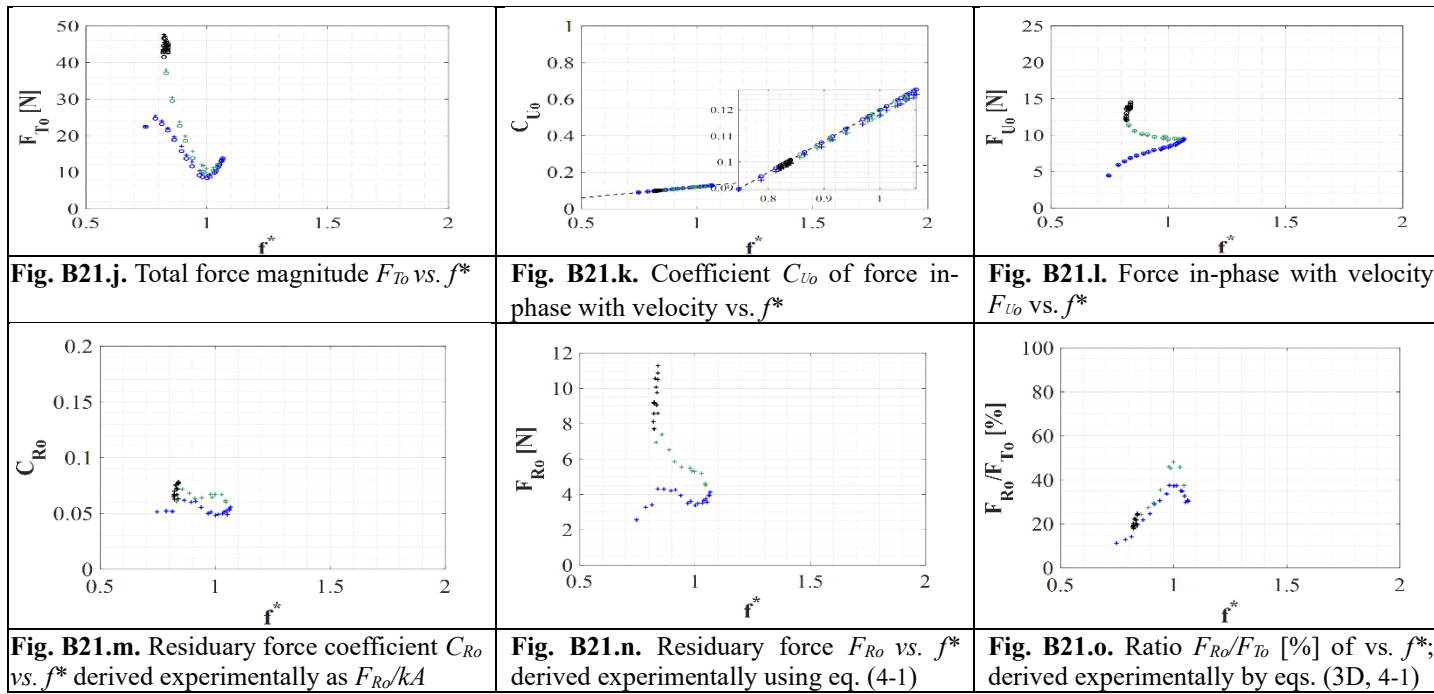 50
40
30
20
10
0
F_To [N]
0.5 1 1.5 2
f*
1
0.8
0.6
0.4
0.2
0
C_Uo
0.12
0.11
0.1
0.09
0.8 0.9 1
0.5 1 1.5 2
f*
25
20
15
10
5
0
F_Uo [N]
0.5 1 1.5 2
f*
Fig. B21.j. Total force magnitude F_To vs. f*
Fig. B21.k. Coefficient C_Uo of force in-
phase with velocity vs. f*
Fig. B21.l. Force in-phase with velocity
F_Uo vs. f*
0.2
0.15
0.1
0.05
0
C_Ro
0.5 1 1.5 2
f*
12
10
8
6
4
2
0
F_Ro [N]
0.5 1 1.5 2
f*
100
80
60
40
20
0
F_Ro/F_To [%]
0.5 1 1.5 2
f*
Fig. B21.m. Residuary force coefficient C_Ro
vs. f* derived experimentally as F_Ro/kA
Fig. B21.n. Residuary force F_Ro vs. f*
derived experimentally using eq. (4-1)
Fig. B21.o. Ratio F_Ro/F_To [%] of vs. f*;
derived experimentally by eqs. (3D, 4-1)